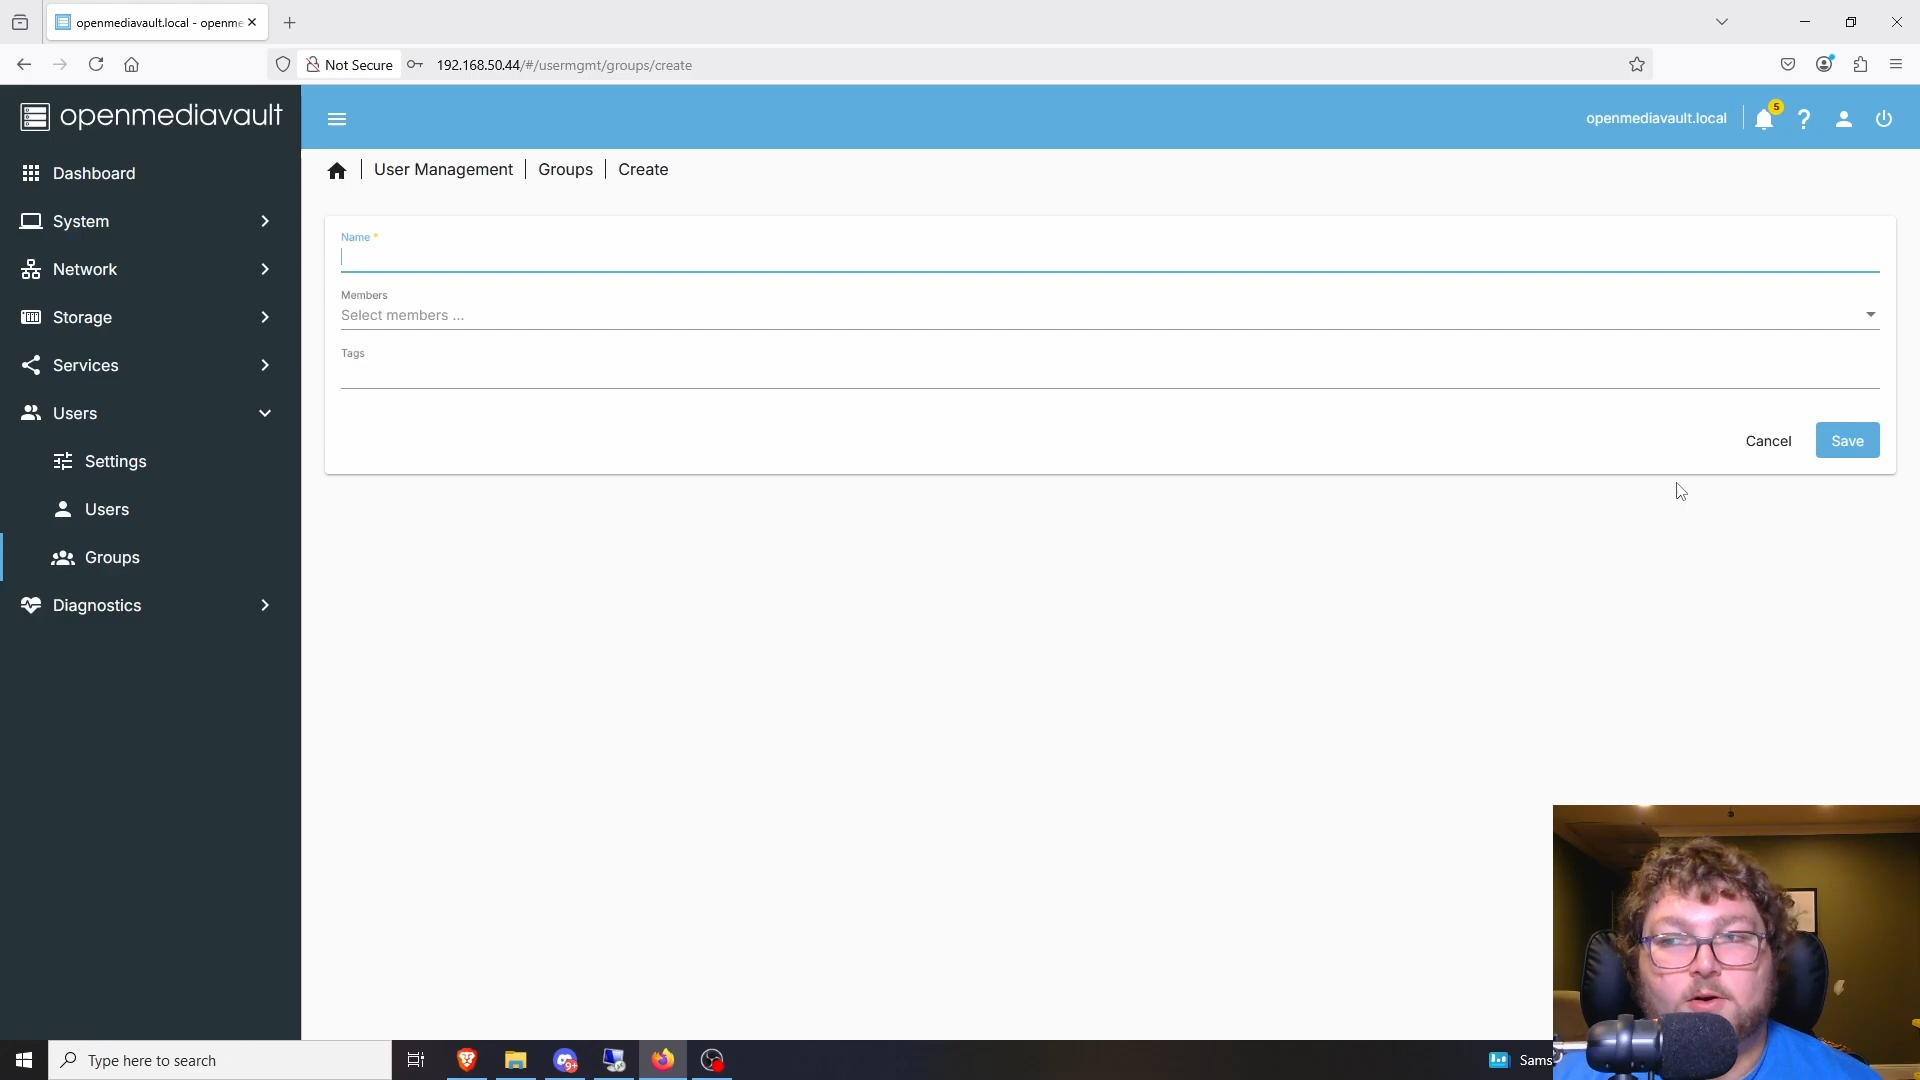 openmediavault.local - openme
Not Secure
192.168.50.44/#/usermgmt/groups/create
openmediavault
openmediavault.local
5
Dashboard
System
Network
Storage
Services
Users
Settings
Users
Groups
Diagnostics
User Management
Groups
Create
Name *
Members
Select members ...
Tags
Cancel
Save
Type here to search
9+
Sams